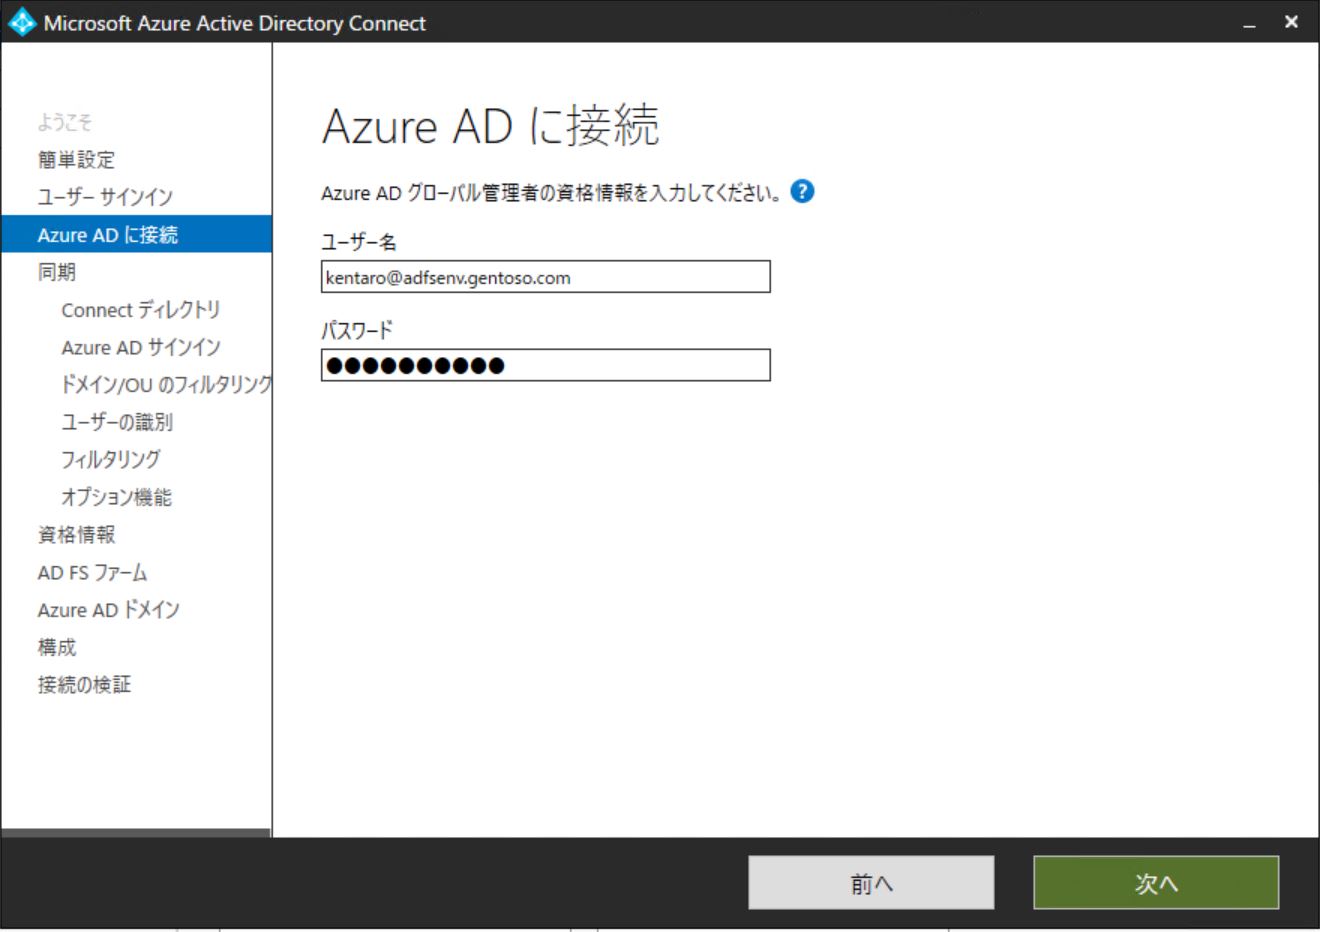 Microsoft Azure Active Directory Connect
ようこそ
簡単設定
ユーザー サインイン
Azure AD に接続
同期
Connect ディレクトリ
Azure AD サインイン
ドメイン/OU のフィルタリング
ユーザーの識別
フィルタリング
オプション機能
資格情報
AD FS ファーム
Azure AD ドメイン
構成
接続の検証
Azure AD に接続
Azure AD グローバル管理者の資格情報を入力してください。 ?
ユーザー名
kentaro@adfsenv.gentoso.com
パスワード
●●●●●●●●●●
前へ
次へ